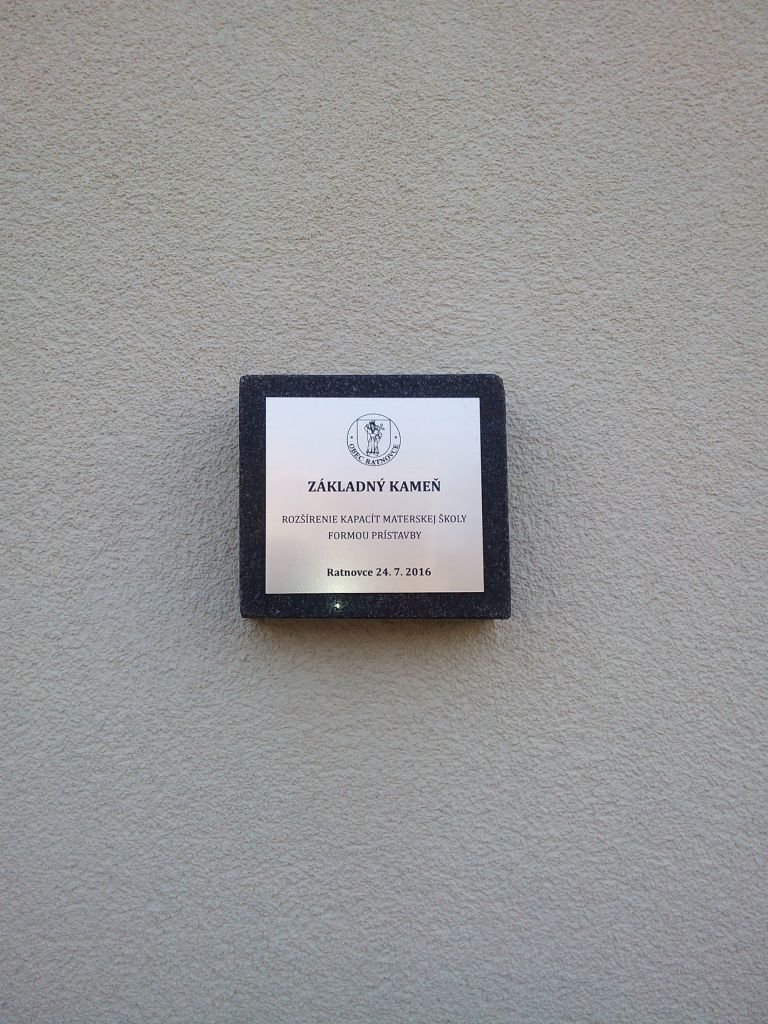 OBEC RATNOVCE
ZÁKLADNÝ KAMEŇ
ROZŠÍRENIE KAPACÍT MATERSKEJ ŠKOLY
FORMOU PRÍSTAVBY
Ratnovce 24. 7. 2016